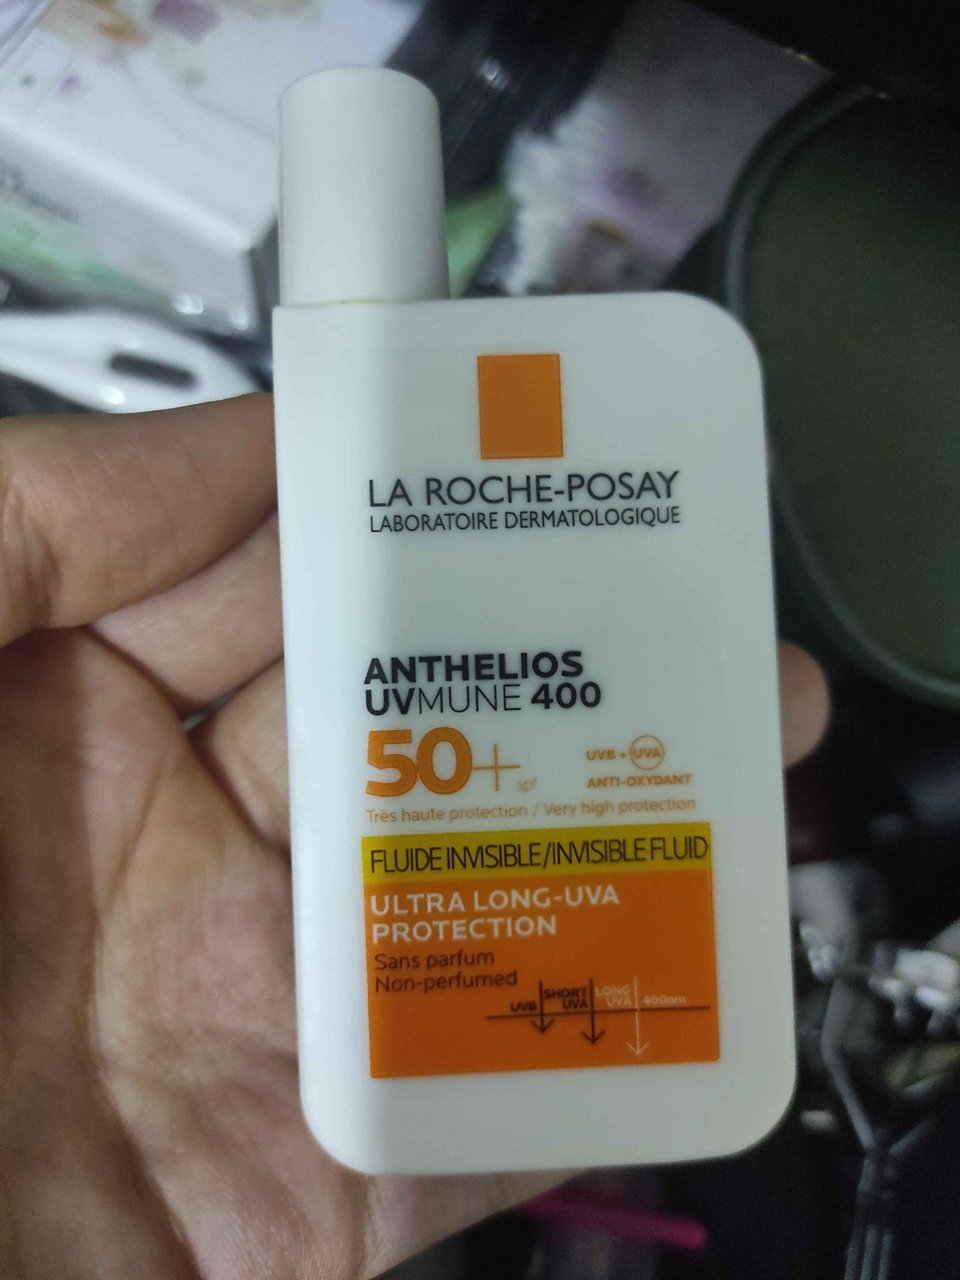 LA ROCHE-POSAY
LABORATOIRE DERMATOLOGIQUE
ANTHELIOS
UVMUNE 400
50+ spf
UVB + UVA
ANTI-OXYDANT
Très haute protection / Very high protection
FLUIDE INVISIBLE/INVISIBLE FLUID
ULTRA LONG-UVA
PROTECTION
Sans parfum
Non-perfumed
UVB
SHORT
UVA
LONG
UVA
400nm